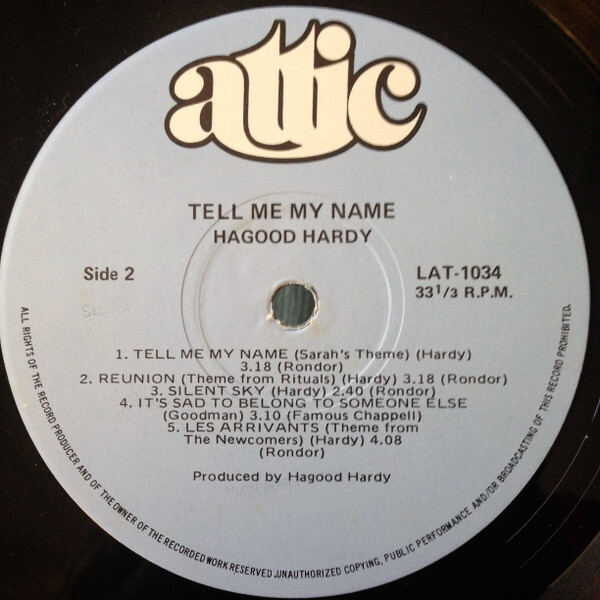 attic
TELL ME MY NAME
HAGOOD HARDY
Side 2
LAT-1034
33 1/3 R.P.M.
1. TELL ME MY NAME (Sarah's Theme) (Hardy)
3.18 (Rondor)
2. REUNION (Theme from Rituals) (Hardy) 3.18 (Rondor)
3. SILENT SKY (Hardy) 2.40 (Rondor)
4. IT'S SAD TO BELONG TO SOMEONE ELSE
(Goodman) 3.10 (Famous Chappell)
5. LES ARRIVANTS (Theme from
The Newcomers) (Hardy) 4.08
(Rondor)
Produced by Hagood Hardy
ALL RIGHTS OF THE RECORD PRODUCER AND OF THE OWNER OF THE RECORDED WORK RESERVED .UNAUTHORIZED COPYING, PUBLIC PERFORMANCE AND/OR BROADCASTING OF THIS RECORD PROHIBITED.